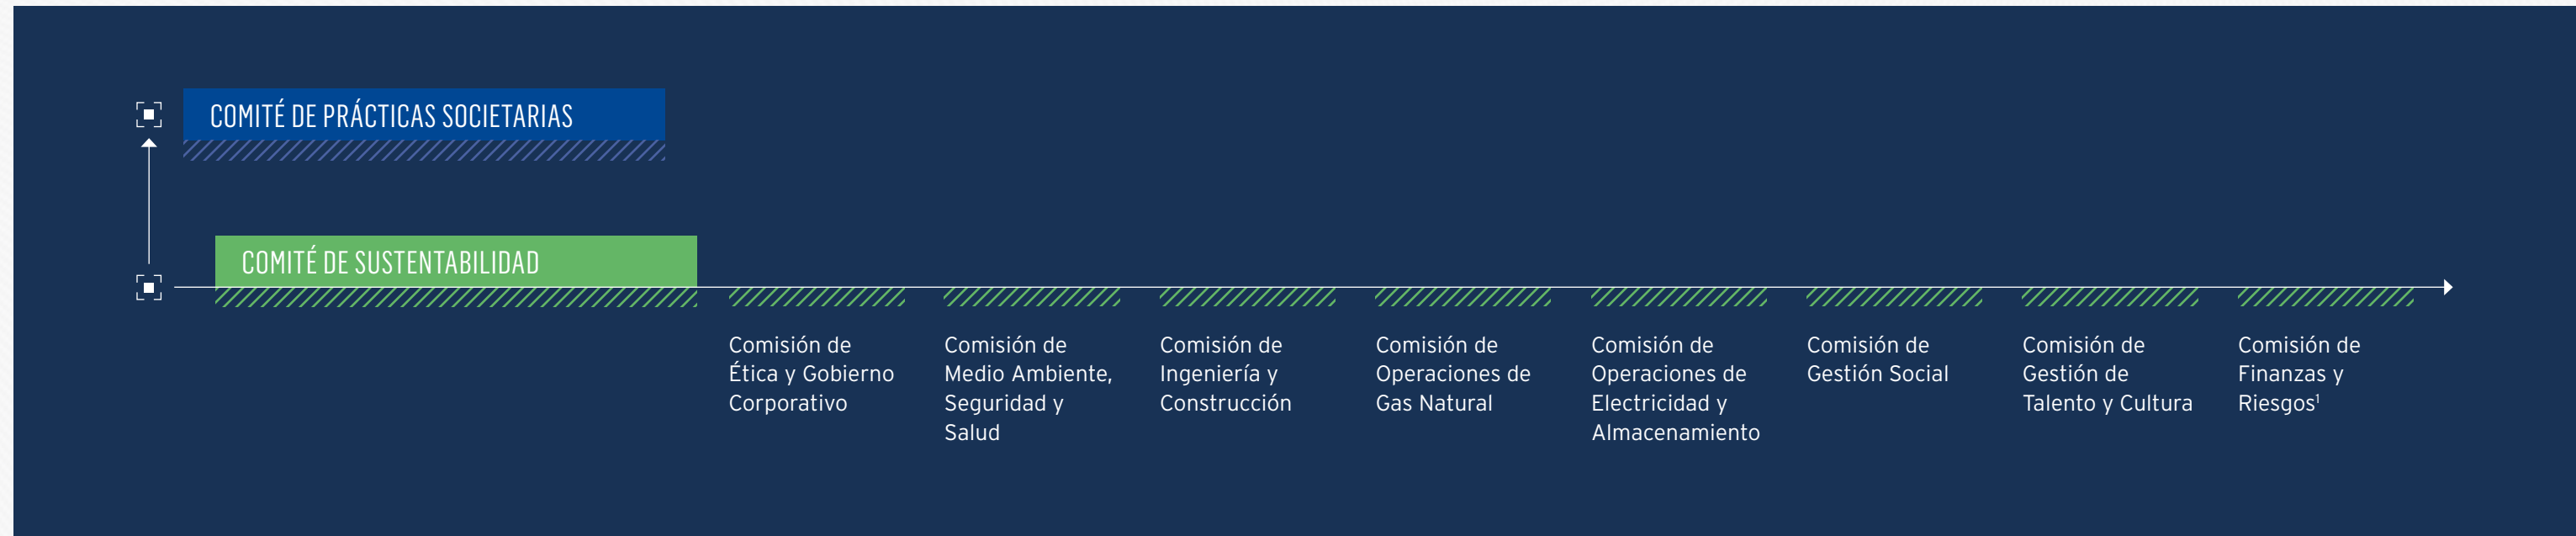 COMITÉ DE PRÁCTICAS SOCIETARIAS
COMITÉ DE SUSTENTABILIDAD
Comisión de
Ética y Gobierno
Corporativo
Comisión de
Medio Ambiente,
Seguridad y
Salud
Comisión de
Ingeniería y
Construcción
Comisión de
Operaciones de
Gas Natural
Comisión de
Operaciones de
Electricidad y
Almacenamiento
Comisión de
Gestión Social
Comisión de
Gestión de
Talento y Cultura
Comisión de
Finanzas y
Riesgos¹